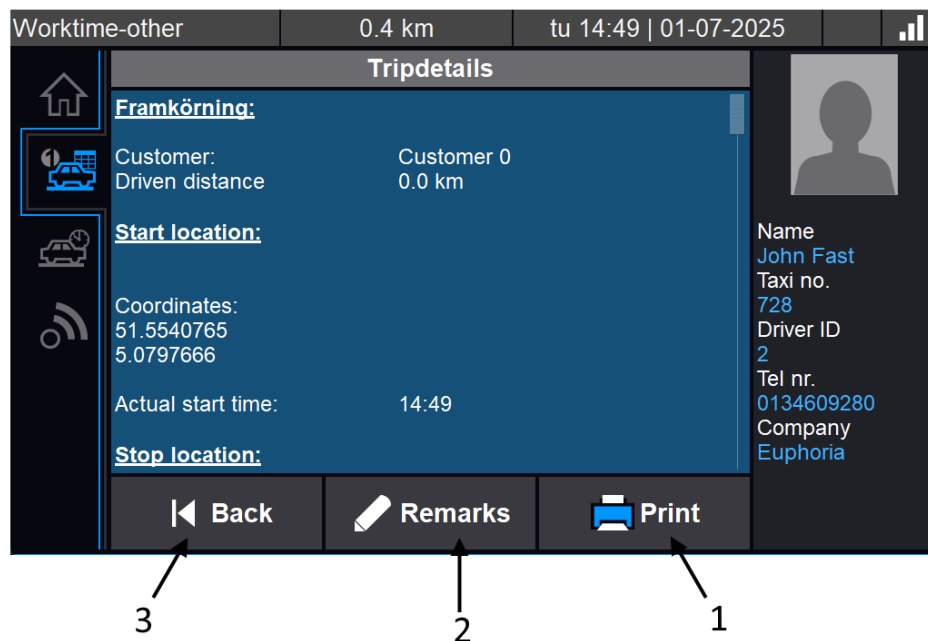 Worktime-other 0.4 km tu 14:49 | 01-07-2025
Tripdetails
Framkörning:
Customer: Customer 0
Driven distance 0.0 km
Start location:
Coordinates:
51.5540765
5.0797666
Actual start time: 14:49
Stop location:
Name
John Fast
Taxi no.
728
Driver ID
2
Tel nr.
0134609280
Company
Euphoria
Back Remarks Print
3 2 1